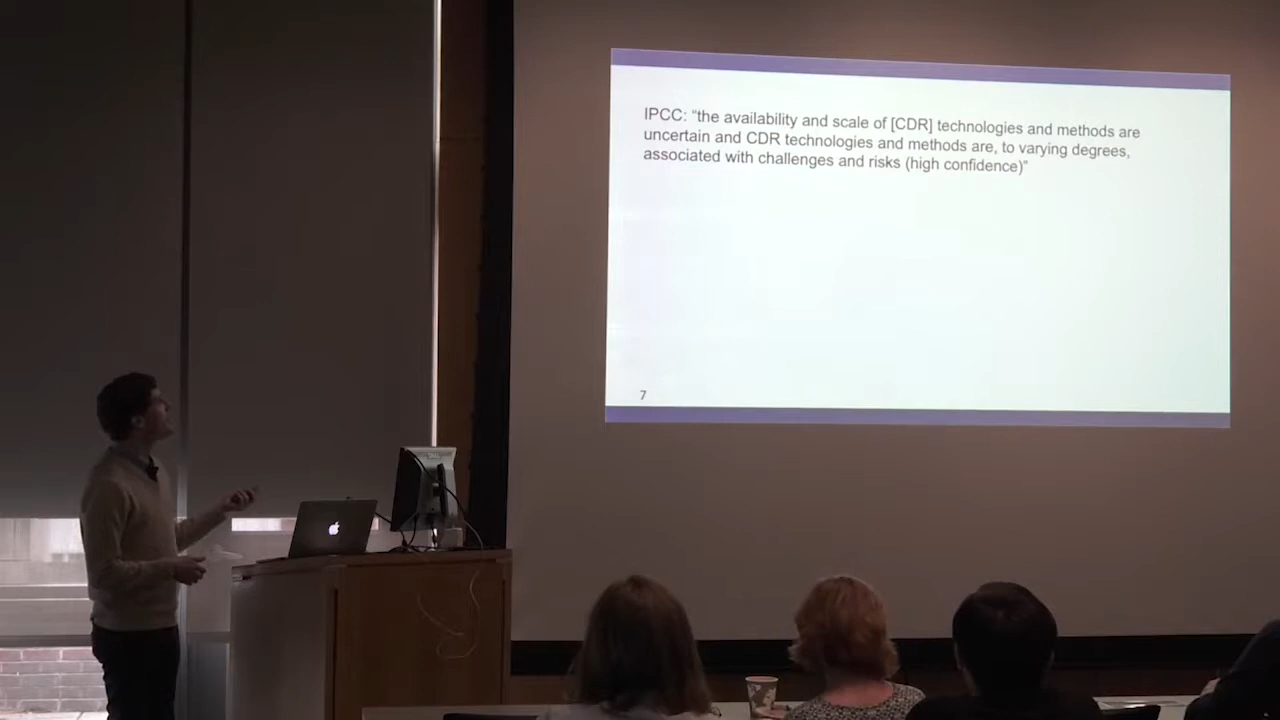 IPCC: “the availability and scale of [CDR] technologies and methods are
uncertain and CDR technologies and methods are, to varying degrees,
associated with challenges and risks (high confidence)”
7